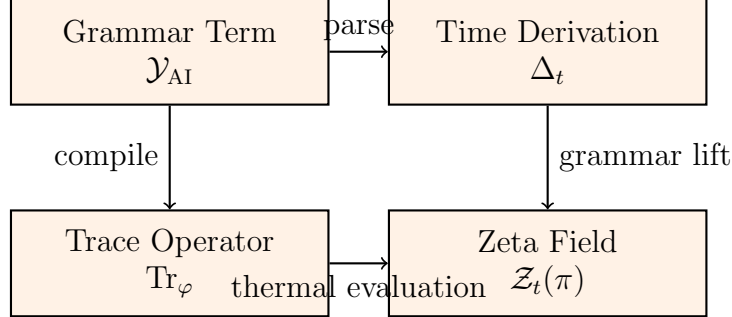 Grammar Term
𝒴_AI
parse
Time Derivation
Δ_t
compile
grammar lift
Trace Operator
Tr_φ
thermal evaluation
Zeta Field
𝒵_t(π)